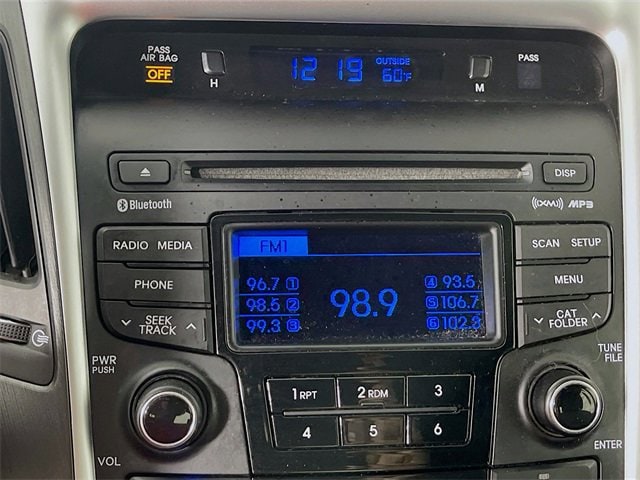 PASS
AIR BAG
OFF
H
1219
OUTSIDE
60°F
M
PASS
DISP
Bluetooth
((XM)) MP3
RADIO MEDIA
PHONE
SEEK
TRACK
FM1
96.7 1
98.5 2
99.3 3
98.9
4 93.5
5 106.7
6 102.3
SCAN SETUP
MENU
CAT
FOLDER
PWR
PUSH
VOL
1 RPT 2 RDM 3
4 5 6
TUNE
FILE
ENTER